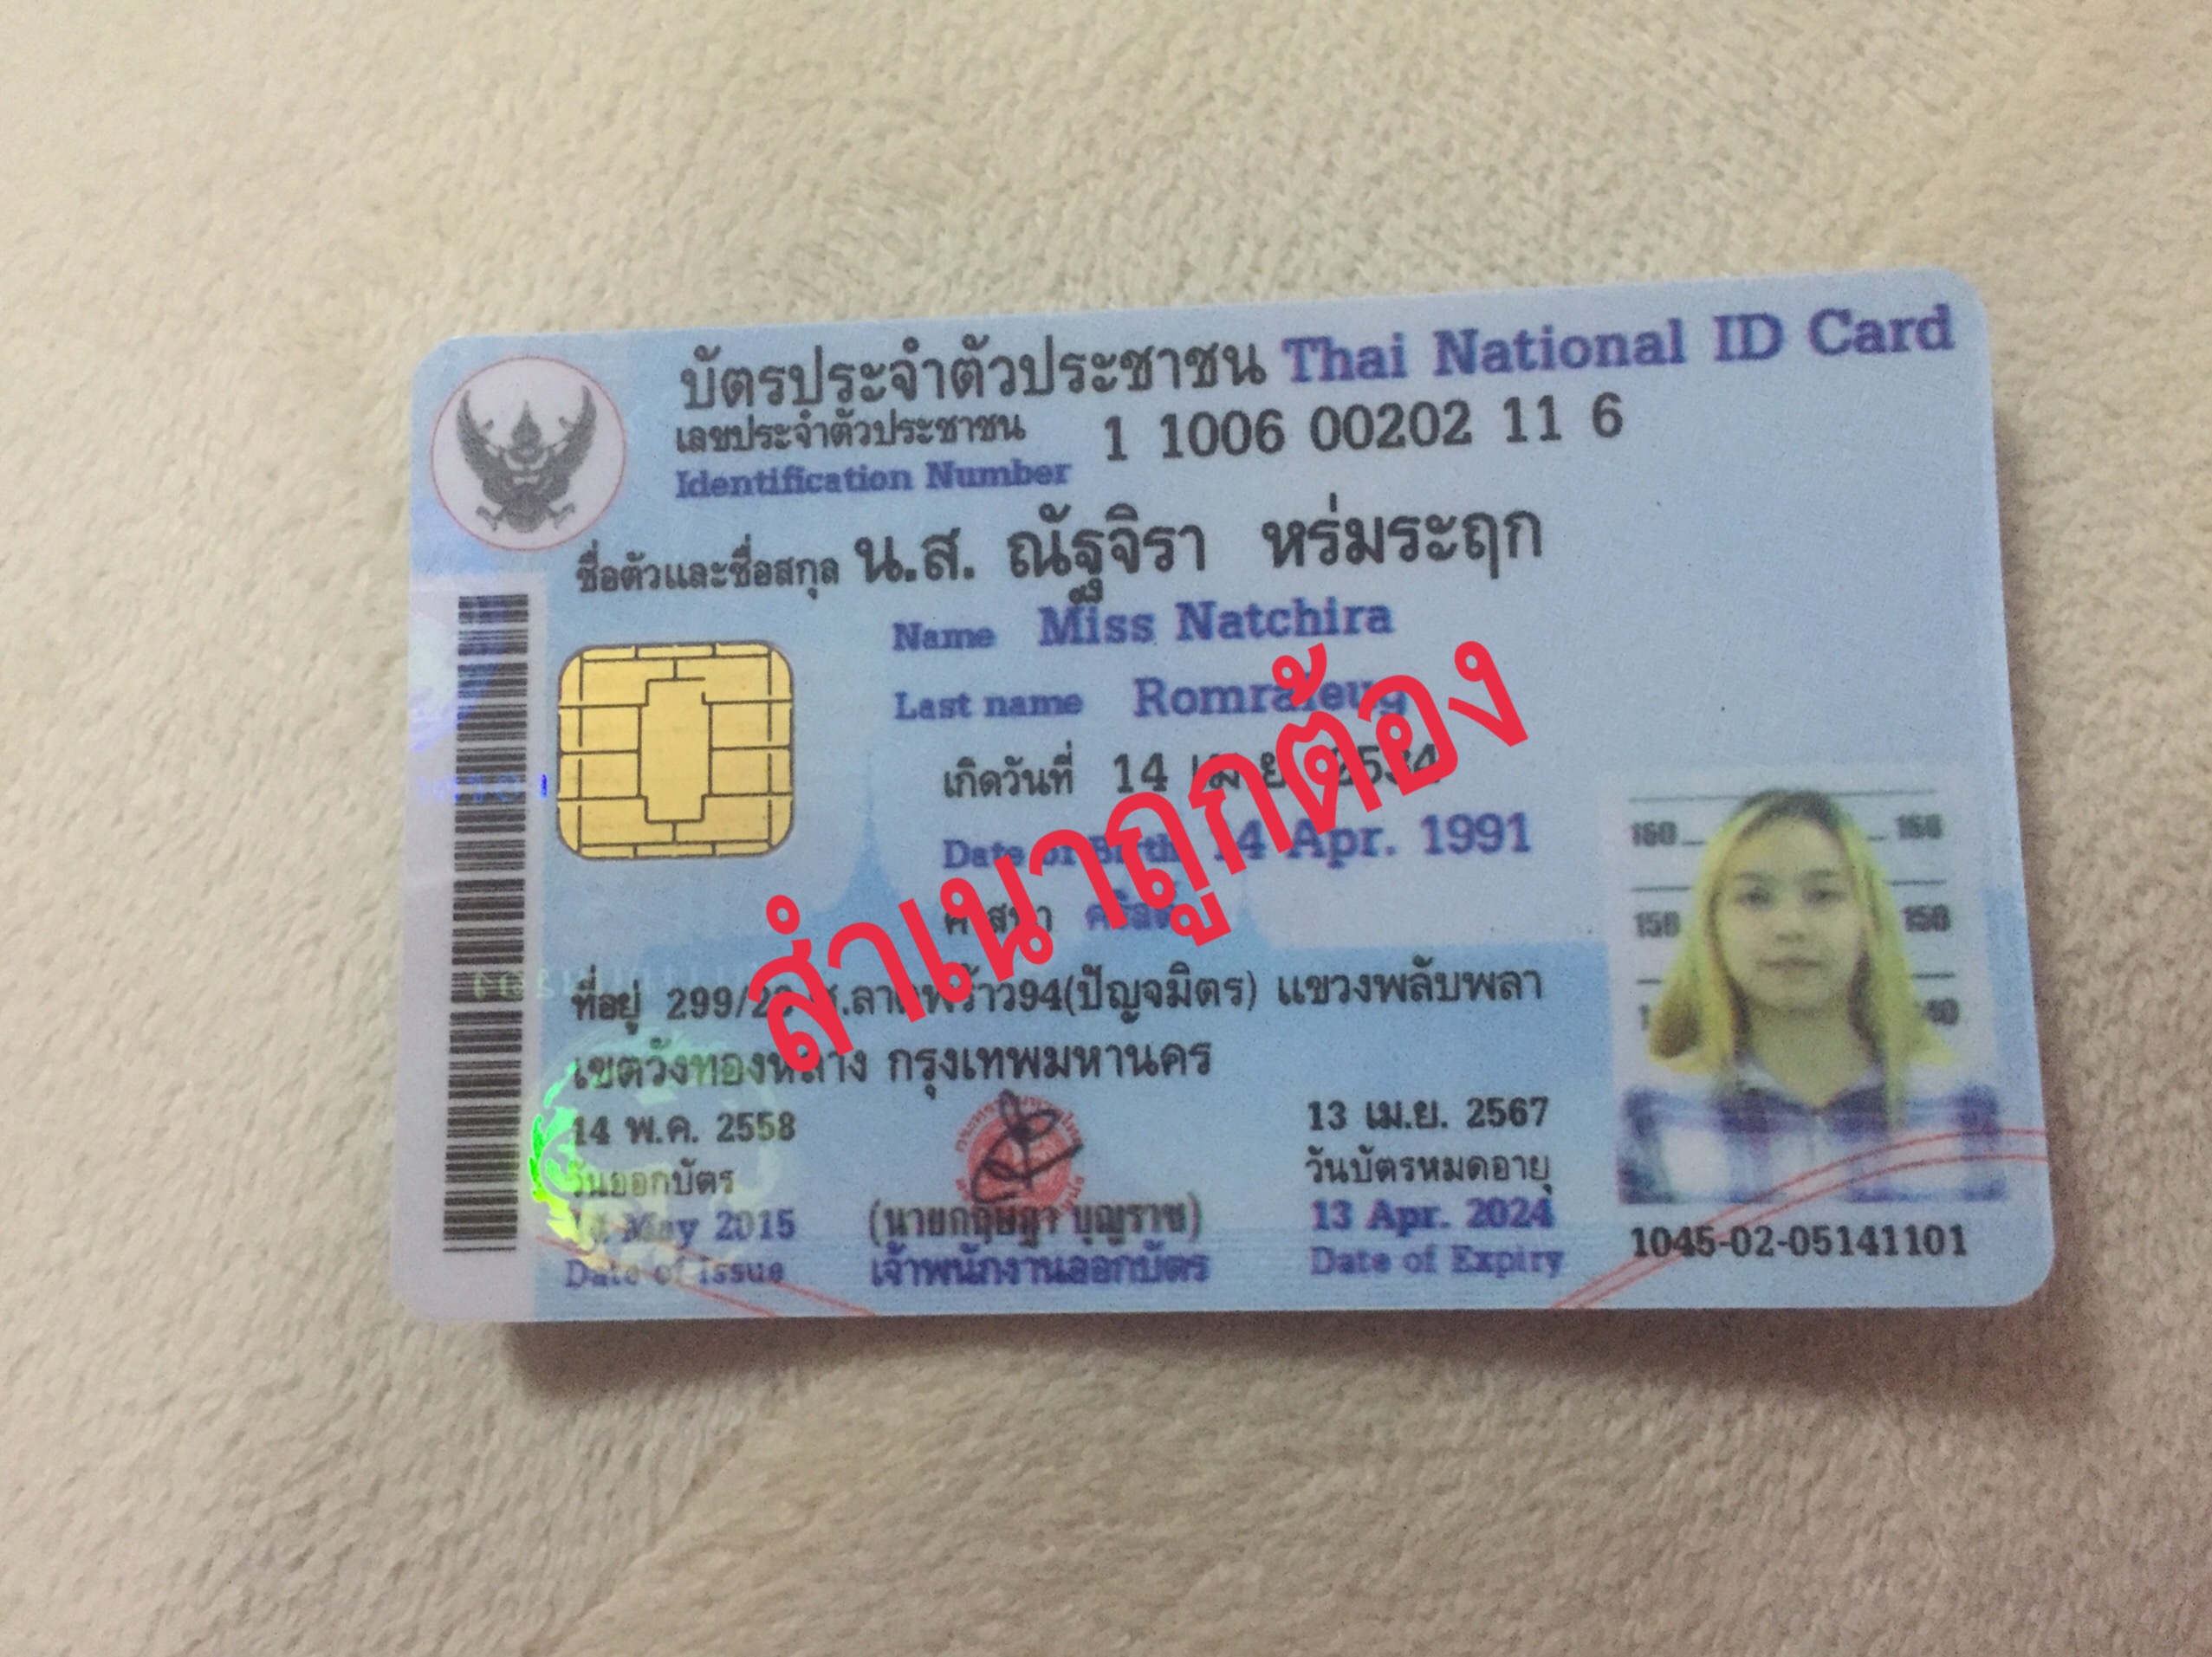 บัตรประจำตัวประชาชน Thai National ID Card
เลขประจำตัวประชาชน 1 1006 00202 11 6
Identification Number
ชื่อตัวและชื่อสกุล น.ส. ณัฐจิรา หร่มระฤก
Name Miss Natchira
Last name
เกิดวันที่ 14 เม.ย. 2534
Date of Birth 14 Apr. 1991
ศาสนา คริสต์
สำเนาถูกต้อง
ที่อยู่ ซ.ลาดพร้าว94(ปัญจมิตร) แขวงพลับพลา
เขตวังทองหลาง กรุงเทพมหานคร
14 พ.ค. 2558
วันออกบัตร
14 May 2015
Date of Issue
(นายกฤษฎา บุญราช)
เจ้าพนักงานออกบัตร
13 เม.ย. 2567
วันบัตรหมดอายุ
13 Apr. 2024
Date of Expiry
160 160
150 150
1045-02-05141101